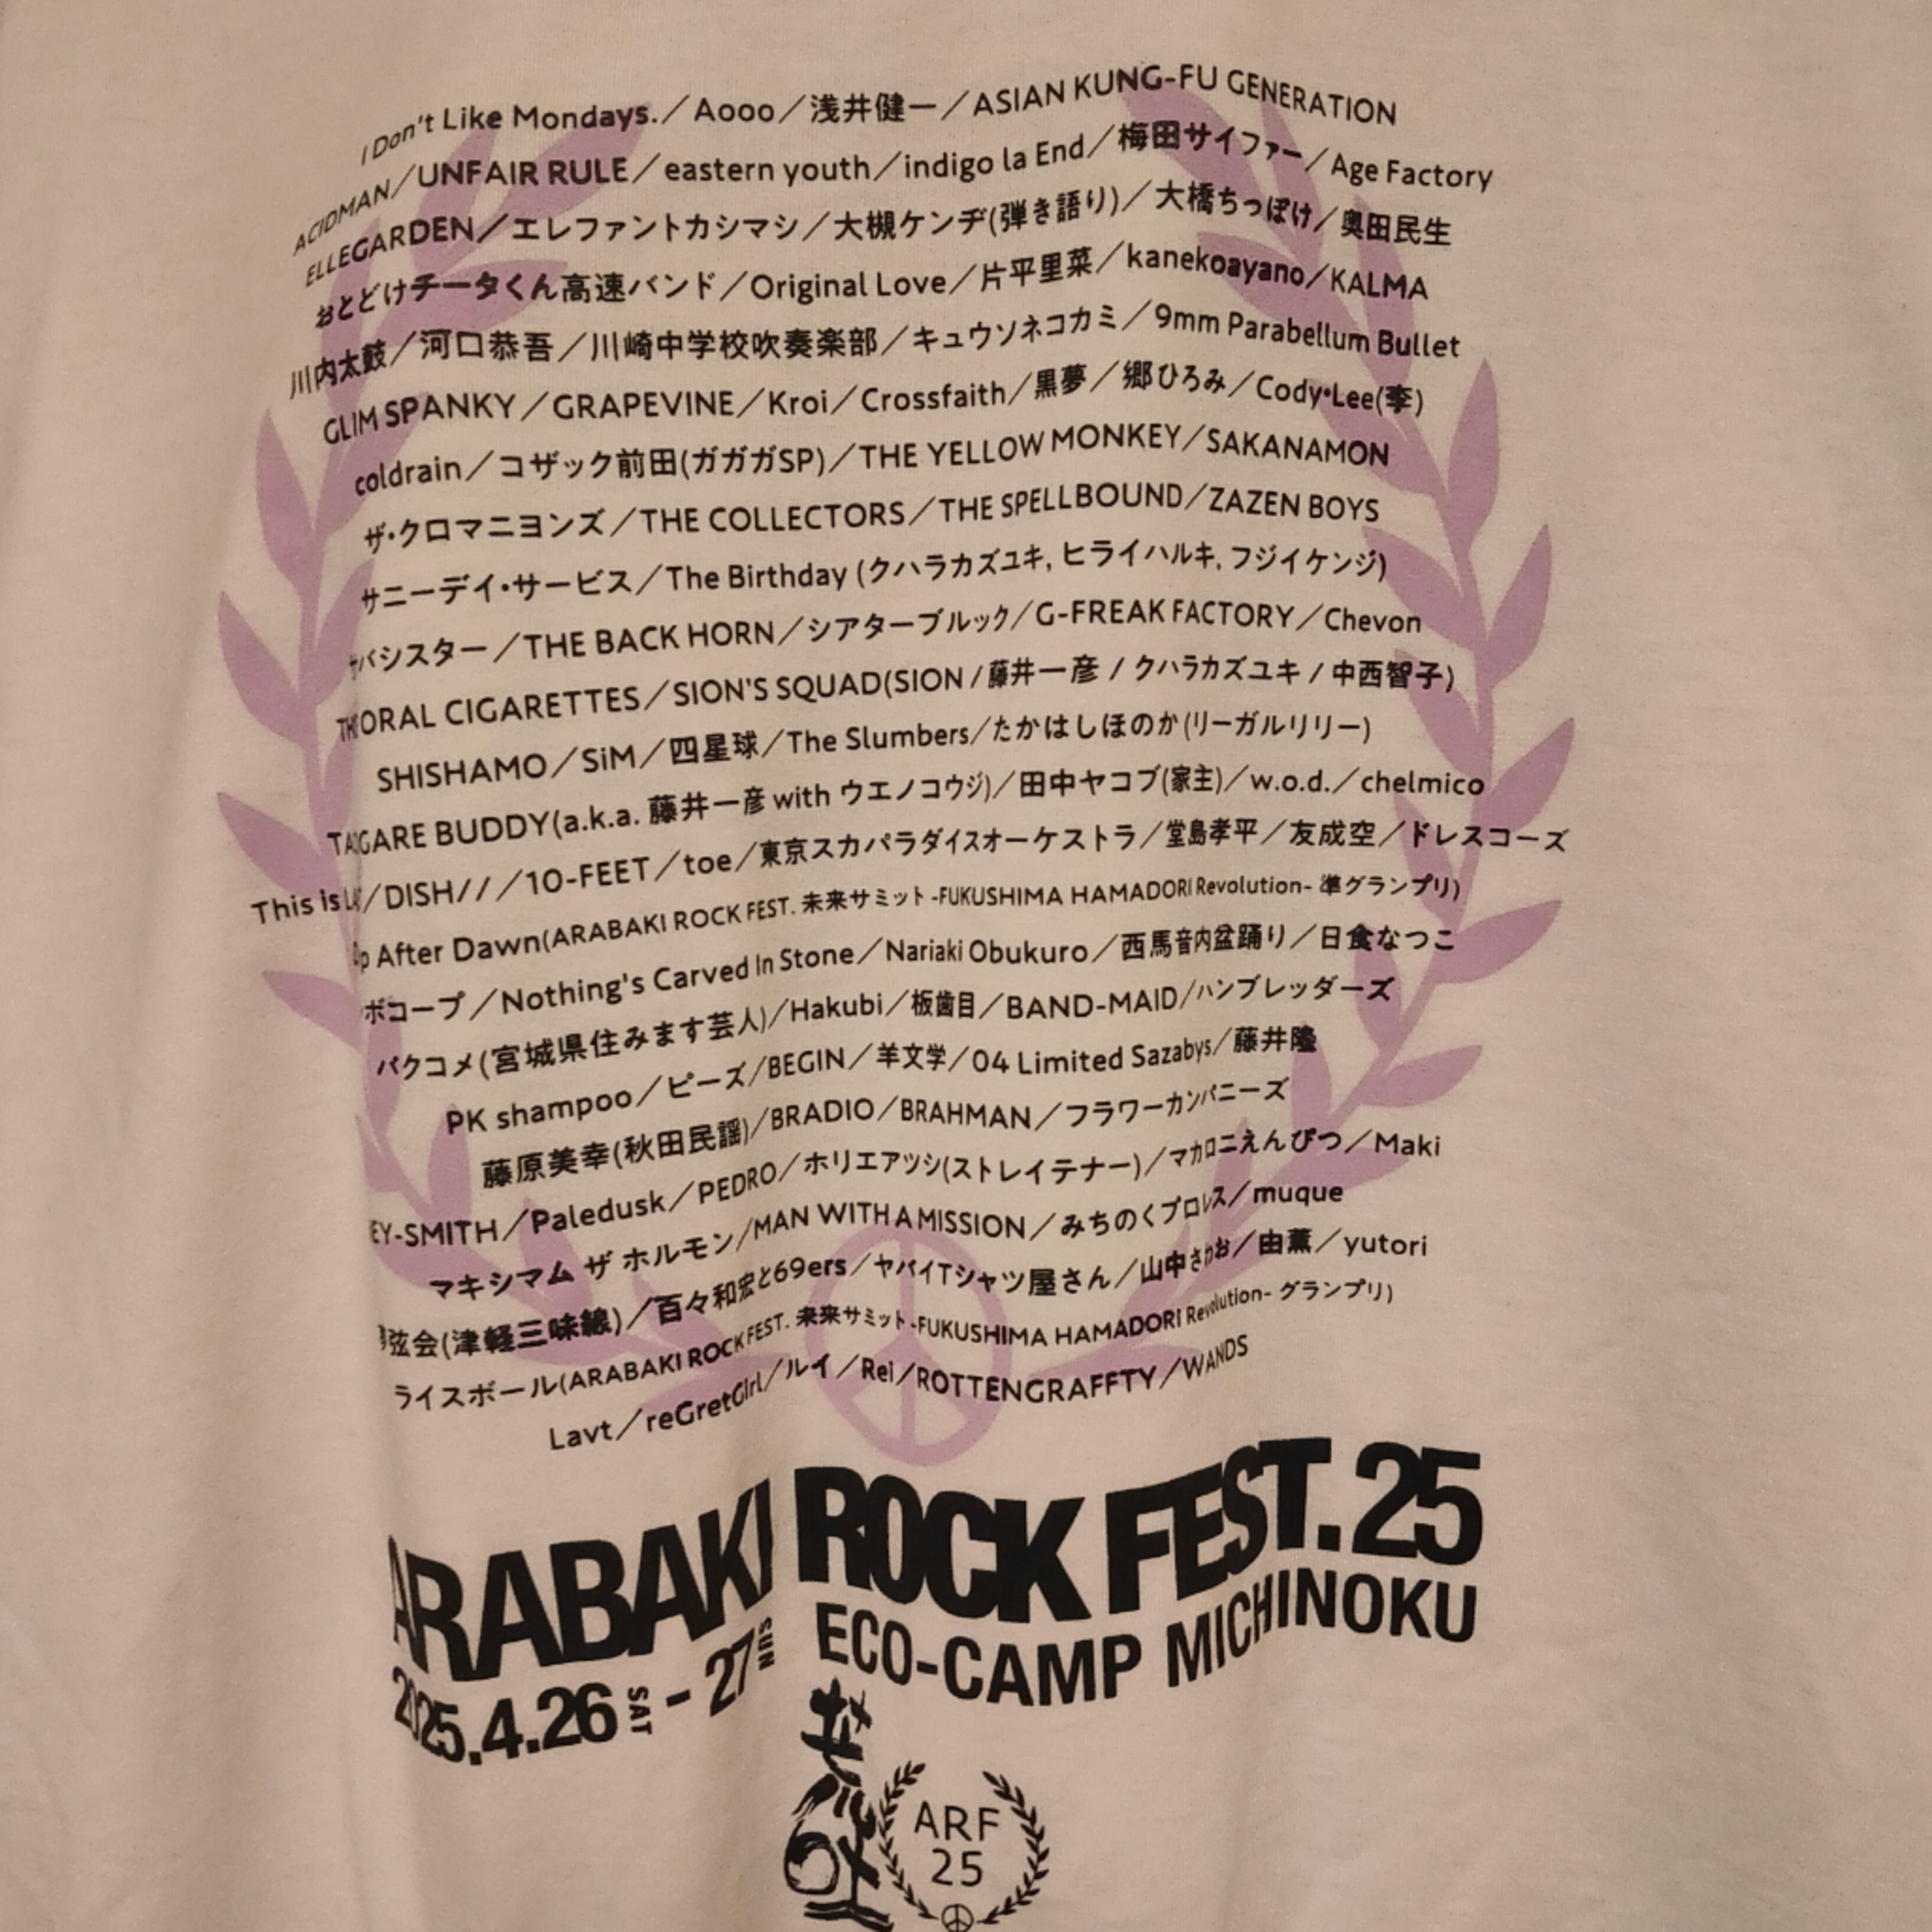 I Don't Like Mondays.／Aooo／浅井健一／ASIAN KUNG-FU GENERATION
ACIDMAN／UNFAIR RULE／eastern youth／indigo la End／梅田サイファー／Age Factory
ELLEGARDEN／エレファントカシマシ／大槻ケンヂ(弾き語り)／大橋ちっぽけ／奥田民生
おとどけチータくん高速バンド／Original Love／片平里菜／kanekoayano／KALMA
川内太鼓／河口恭吾／川崎中学校吹奏楽部／キュウソネコカミ／9mm Parabellum Bullet
GLIM SPANKY／GRAPEVINE／Kroi／Crossfaith／黒夢／郷ひろみ／Cody・Lee(李)
coldrain／コザック前田(ガガガSP)／THE YELLOW MONKEY／SAKANAMON
ザ・クロマニヨンズ／THE COLLECTORS／THE SPELLBOUND／ZAZEN BOYS
サニーデイ・サービス／The Birthday (クハラカズユキ, ヒライハルキ, フジイケンジ)
サバシスター／THE BACK HORN／シアターブルック／G-FREAK FACTORY／Chevon
ORAL CIGARETTES／SION'S SQUAD(SION / 藤井一彦 / クハラカズユキ / 中西智子)
SHISHAMO／SiM／四星球／The Slumbers／たかはしほのか(リーガルリリー)
BUDDY(a.k.a. 藤井一彦 with ウエノコウジ)／田中ヤコブ(家主)／w.o.d.／chelmico
This is／DISH//／10-FEET／toe／東京スカパラダイスオーケストラ／堂島孝平／友成空／ドレスコーズ
After Dawn(ARABAKI ROCK FEST. 未来サミット -FUKUSHIMA HAMADORI Revolution- 準グランプリ)
ボコープ／Nothing's Carved In Stone／Nariaki Obukuro／西馬音内盆踊り／日食なつこ
バクコメ(宮城県住みます芸人)／Hakubi／板歯目／BAND-MAID／ハンブレッダーズ
PK shampoo／ピーズ／BEGIN／羊文学／04 Limited Sazabys／藤井隆
藤原美幸(秋田民謡)／BRADIO／BRAHMAN／フラワーカンパニーズ
EY-SMITH／Paledusk／PEDRO／ホリエアツシ(ストレイテナー)／マカロニえんぴつ／Maki
マキシマム ザ ホルモン／MAN WITH A MISSION／みちのくプロレス／muque
弦会(津軽三味線)／百々和宏と69ers／ヤバイTシャツ屋さん／山中さわお／由薫／yutori
ライスボール(ARABAKI ROCK FEST. 未来サミット-FUKUSHIMA HAMADORI Revolution- グランプリ)
Lavt／reGretGirl／ルイ／Rei／ROTTENGRAFFTY／WANDS
ARABAKI ROCK FEST.25
2025.4.26 SAT - 27 SUN
ECO-CAMP MICHINOKU
ARF
25